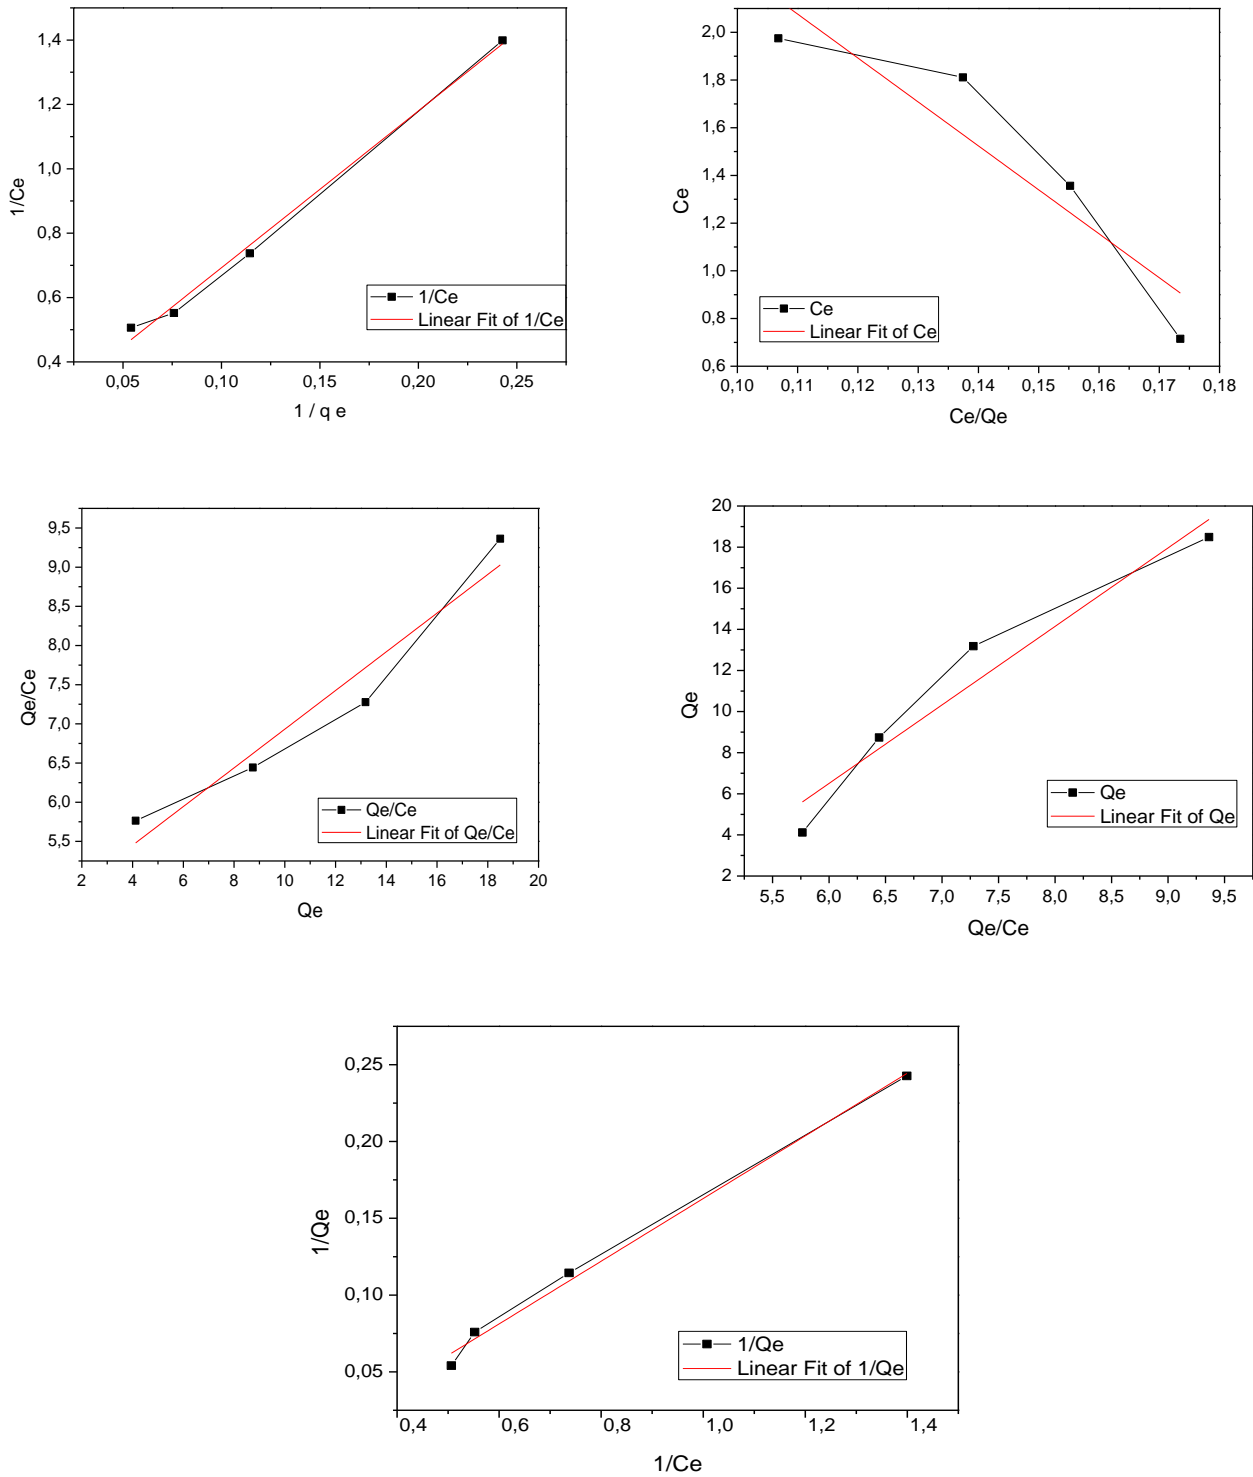 1,4
1,2
1,0
0,8
0,6
0,4
1/Ce
1/Ce
Linear Fit of 1/Ce
0,05 0,10 0,15 0,20 0,25
1 / q e
2,0
1,8
1,6
1,4
1,2
1,0
0,8
0,6
Ce
Ce
Linear Fit of Ce
0,10 0,11 0,12 0,13 0,14 0,15 0,16 0,17 0,18
Ce/Qe
9,5
9,0
8,5
8,0
7,5
7,0
6,5
6,0
5,5
Qe/Ce
Qe/Ce
Linear Fit of Qe/Ce
2 4 6 8 10 12 14 16 18 20
Qe
20
18
16
14
12
10
8
6
4
2
Qe
Qe
Linear Fit of Qe
5,5 6,0 6,5 7,0 7,5 8,0 8,5 9,0 9,5
Qe/Ce
0,25
0,20
0,15
0,10
0,05
1/Qe
1/Qe
Linear Fit of 1/Qe
0,4 0,6 0,8 1,0 1,2 1,4
1/Ce